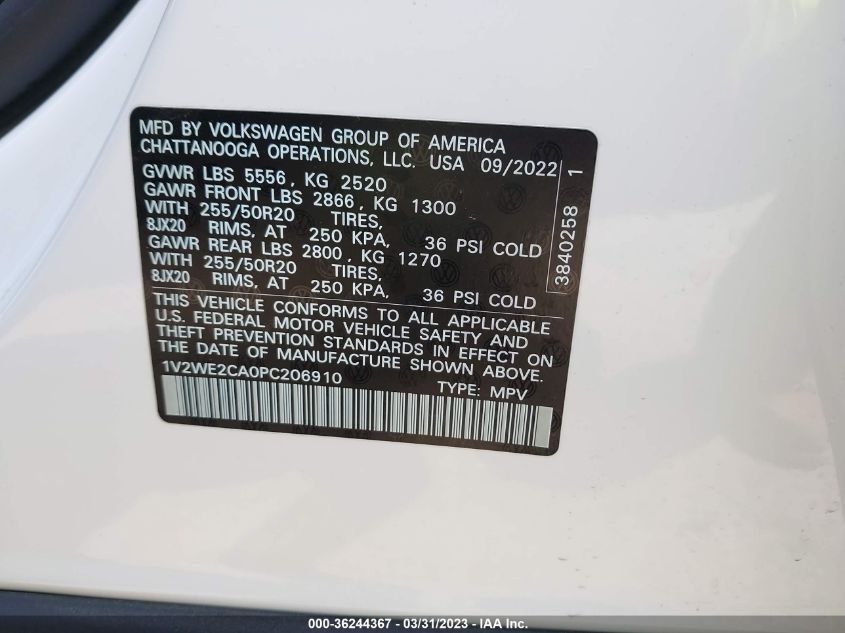 MFD BY VOLKSWAGEN GROUP OF AMERICA
CHATTANOOGA OPERATIONS, LLC. USA 09/2022
GVWR LBS 5556, KG 2520
GAWR FRONT LBS 2866, KG 1300
WITH 255/50R20 TIRES,
8JX20 RIMS, AT 250 KPA, 36 PSI COLD
GAWR REAR LBS 2800, KG 1270
WITH 255/50R20 TIRES,
8JX20 RIMS, AT 250 KPA, 36 PSI COLD
THIS VEHICLE CONFORMS TO ALL APPLICABLE
U.S. FEDERAL MOTOR VEHICLE SAFETY AND
THEFT PREVENTION STANDARDS IN EFFECT ON
THE DATE OF MANUFACTURE SHOWN ABOVE.
1V2WE2CA0PC206910 TYPE: MPV
3840258 1
000-36244367 / 03/31/2023 — IAA Inc.